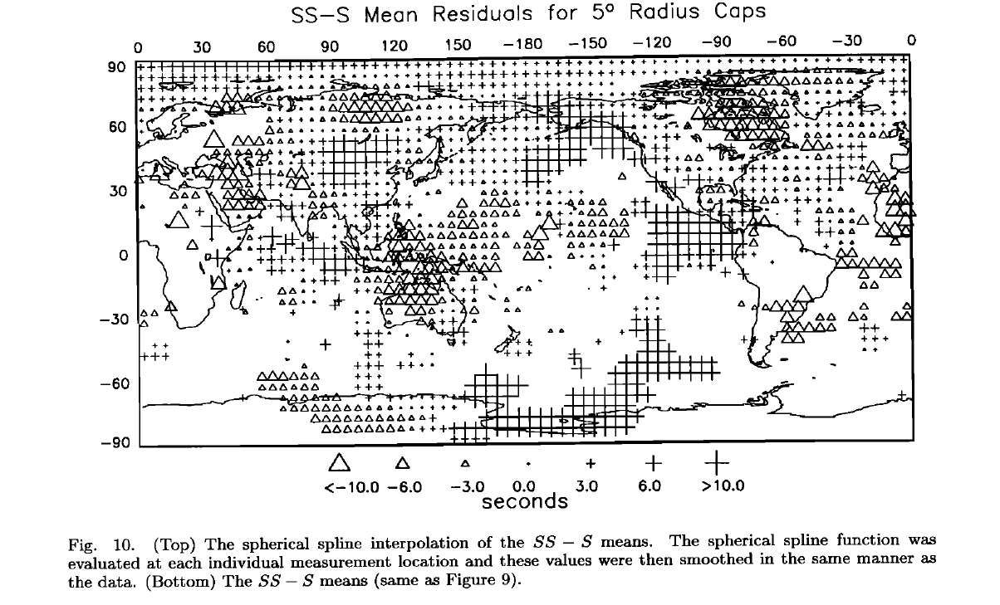 SS-S Mean Residuals for 5° Radius Caps
0 30 60 90 120 150 -180 -150 -120 -90 -60 -30 0
90
60
30
0
-30
-60
-90
<-10.0 -6.0 -3.0 0.0 3.0 6.0 >10.0
seconds
Fig. 10. (Top) The spherical spline interpolation of the SS - S means. The spherical spline function was
evaluated at each individual measurement location and these values were then smoothed in the same manner as
the data. (Bottom) The SS - S means (same as Figure 9).